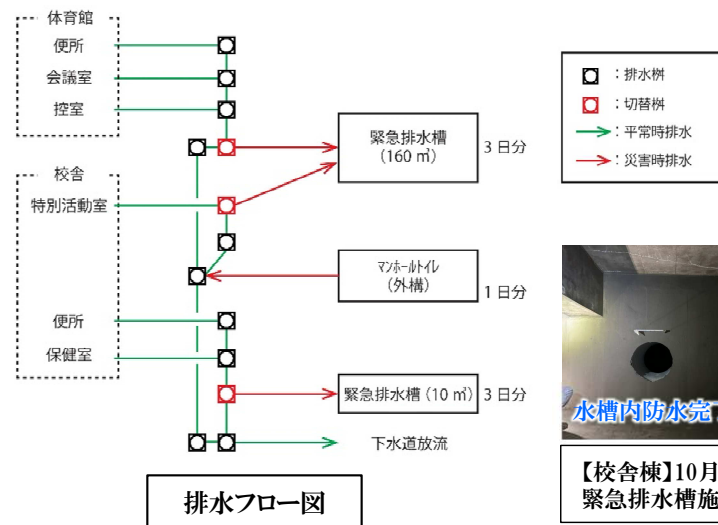 体育館
便所
会議室
控室
緊急排水槽
(160 ㎥)
3 日分
校舎
特別活動室
マンホールトイレ
(外構)
1 日分
便所
保健室
緊急排水槽 (10 ㎥)
3 日分
下水道放流
排水フロー図
：排水桝
：切替桝
：平常時排水
：災害時排水
水槽内防水完
【校舎棟】10月
緊急排水槽施